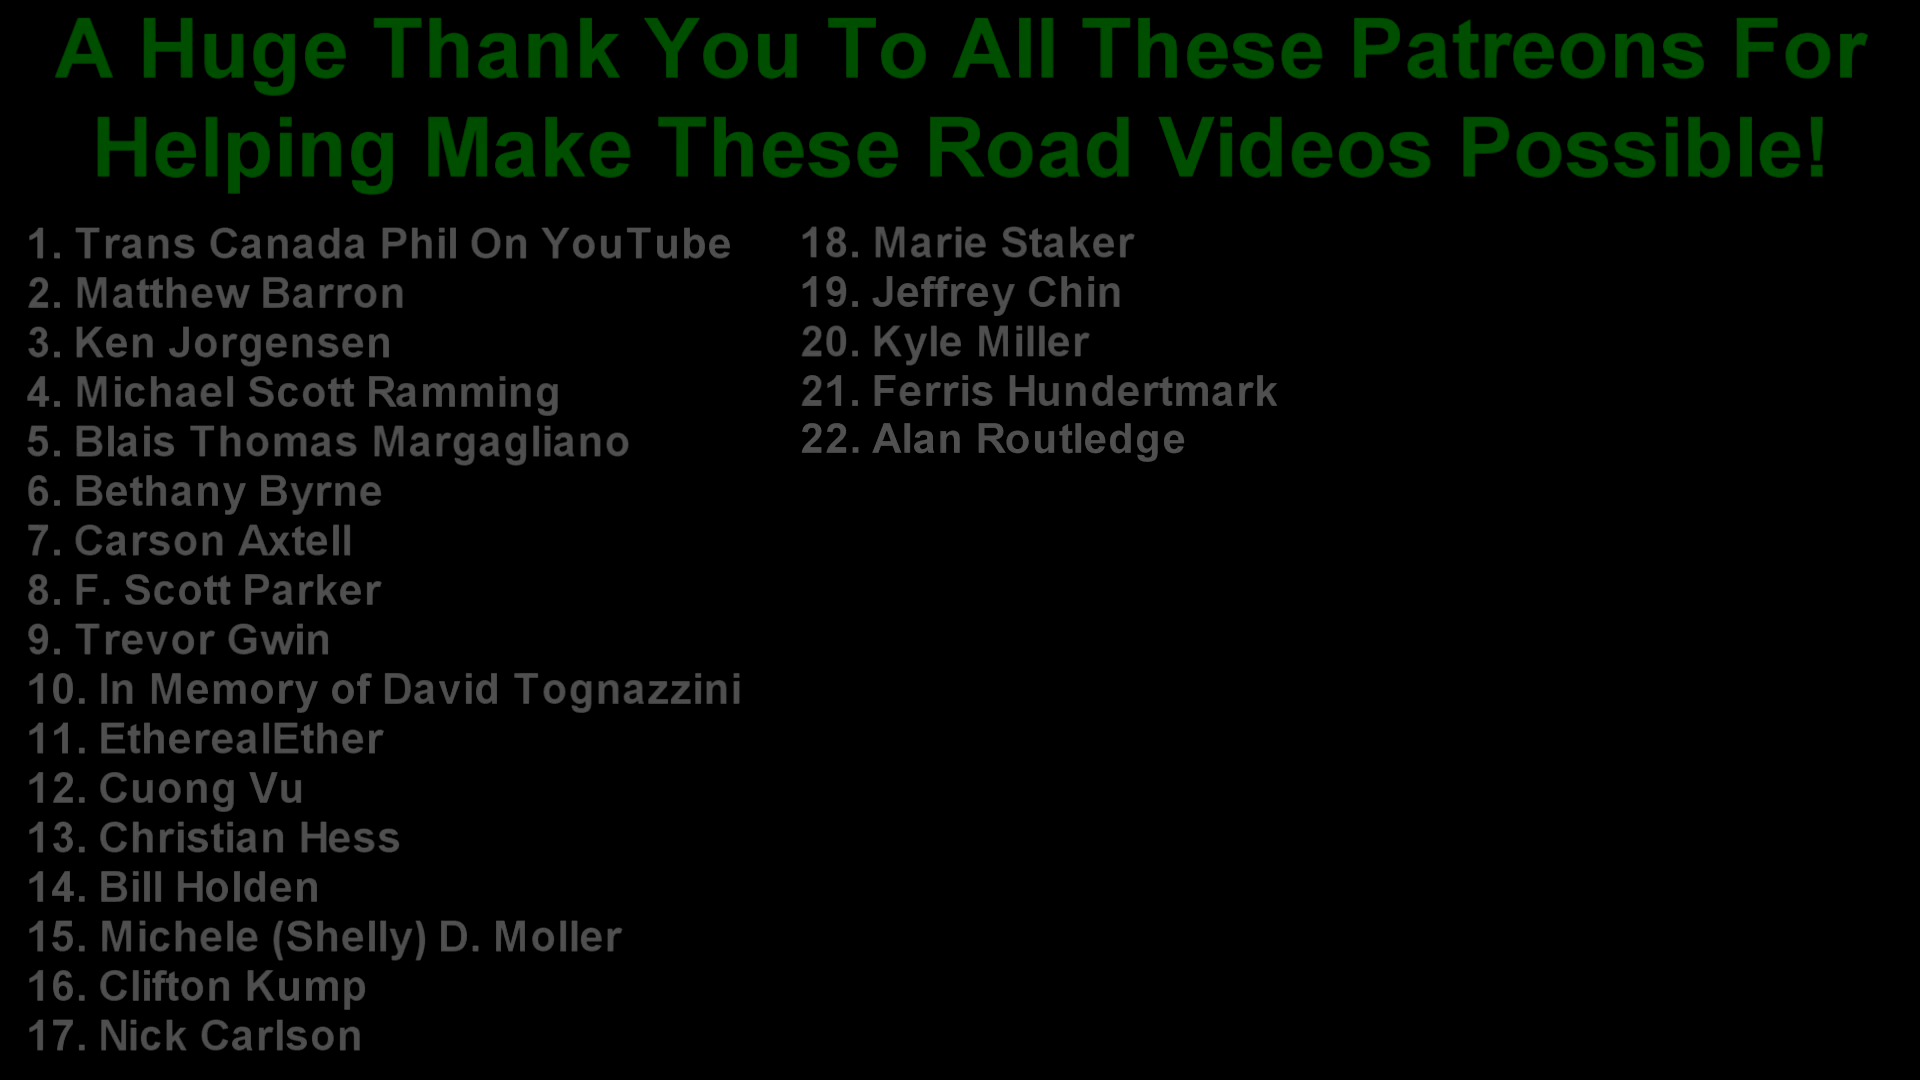 A Huge Thank You To All These Patreons For
Helping Make These Road Videos Possible!
1. Trans Canada Phil On YouTube
2. Matthew Barron
3. Ken Jorgensen
4. Michael Scott Ramming
5. Blais Thomas Margagliano
6. Bethany Byrne
7. Carson Axtell
8. F. Scott Parker
9. Trevor Gwin
10. In Memory of David Tognazzini
11. EtherealEther
12. Cuong Vu
13. Christian Hess
14. Bill Holden
15. Michele (Shelly) D. Moller
16. Clifton Kump
17. Nick Carlson
18. Marie Staker
19. Jeffrey Chin
20. Kyle Miller
21. Ferris Hundertmark
22. Alan Routledge